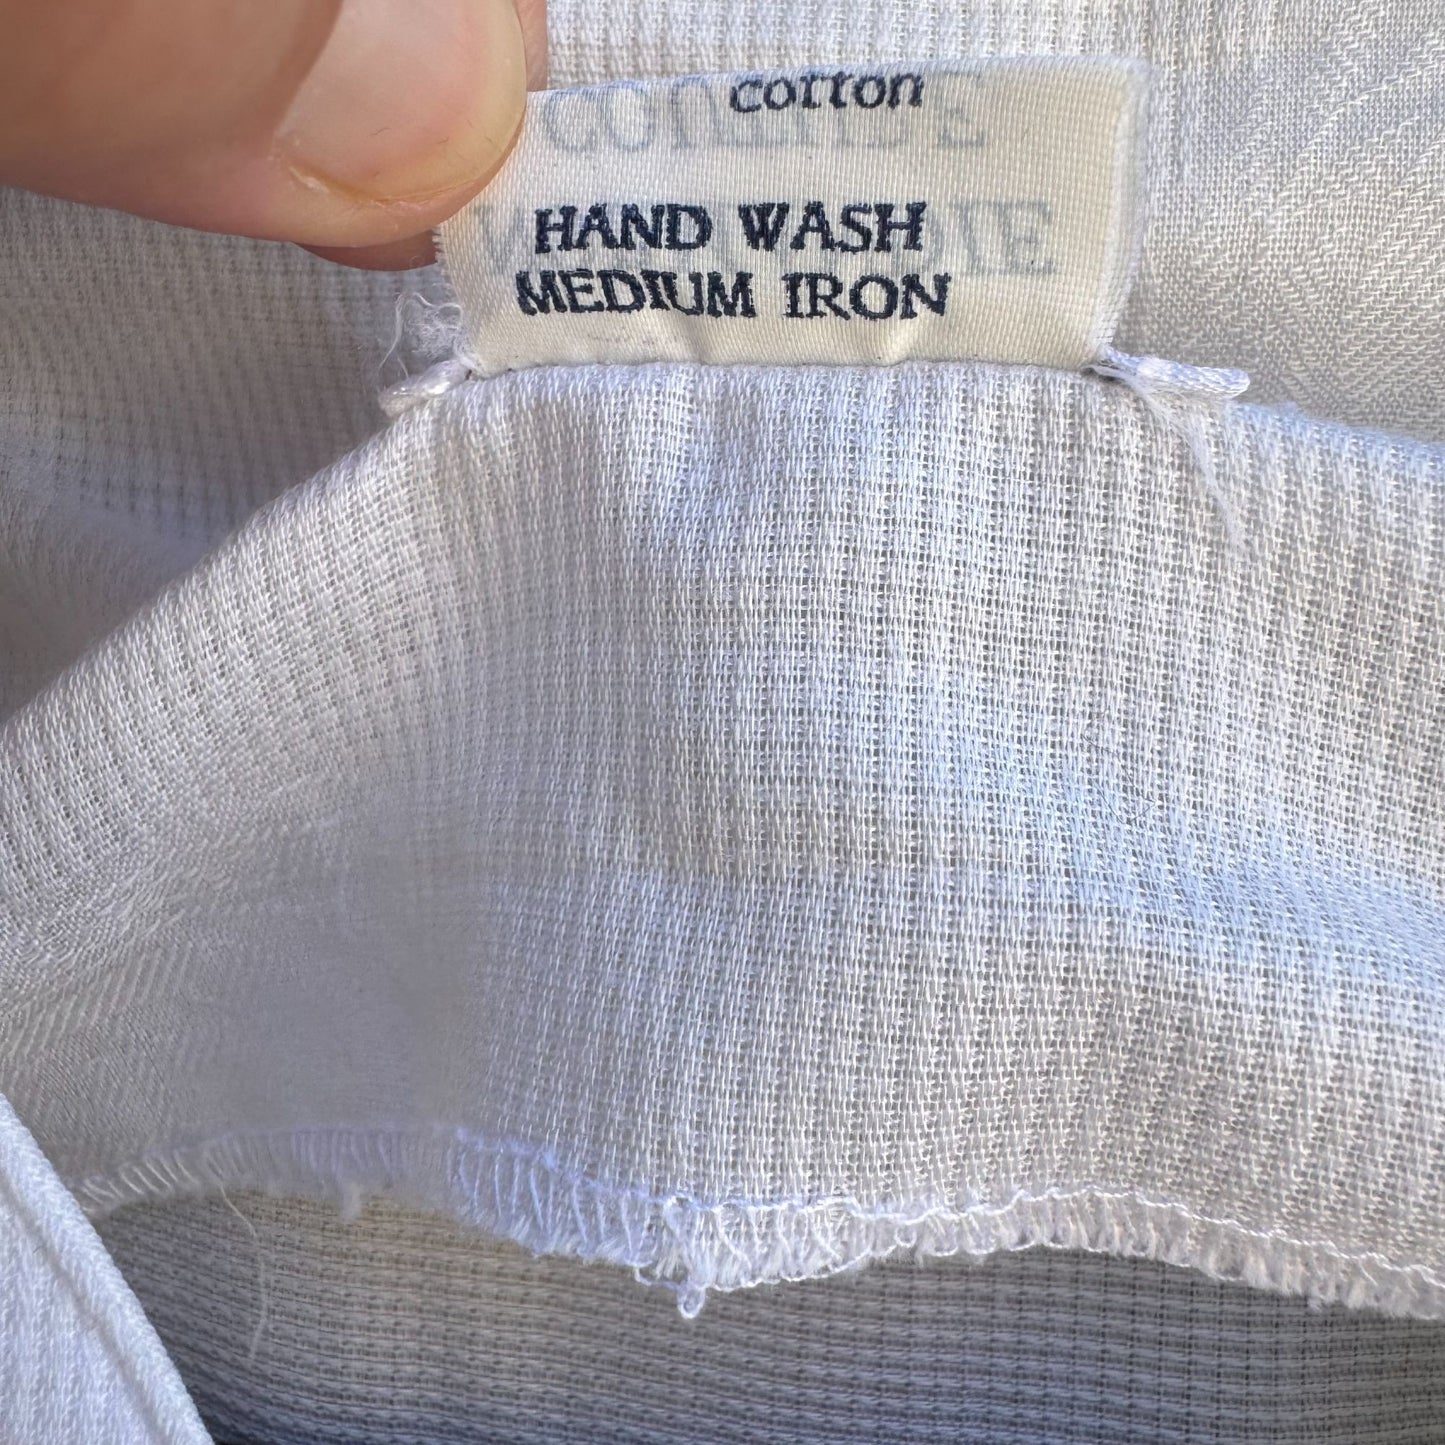 cotton
HAND WASH
MEDIUM IRON